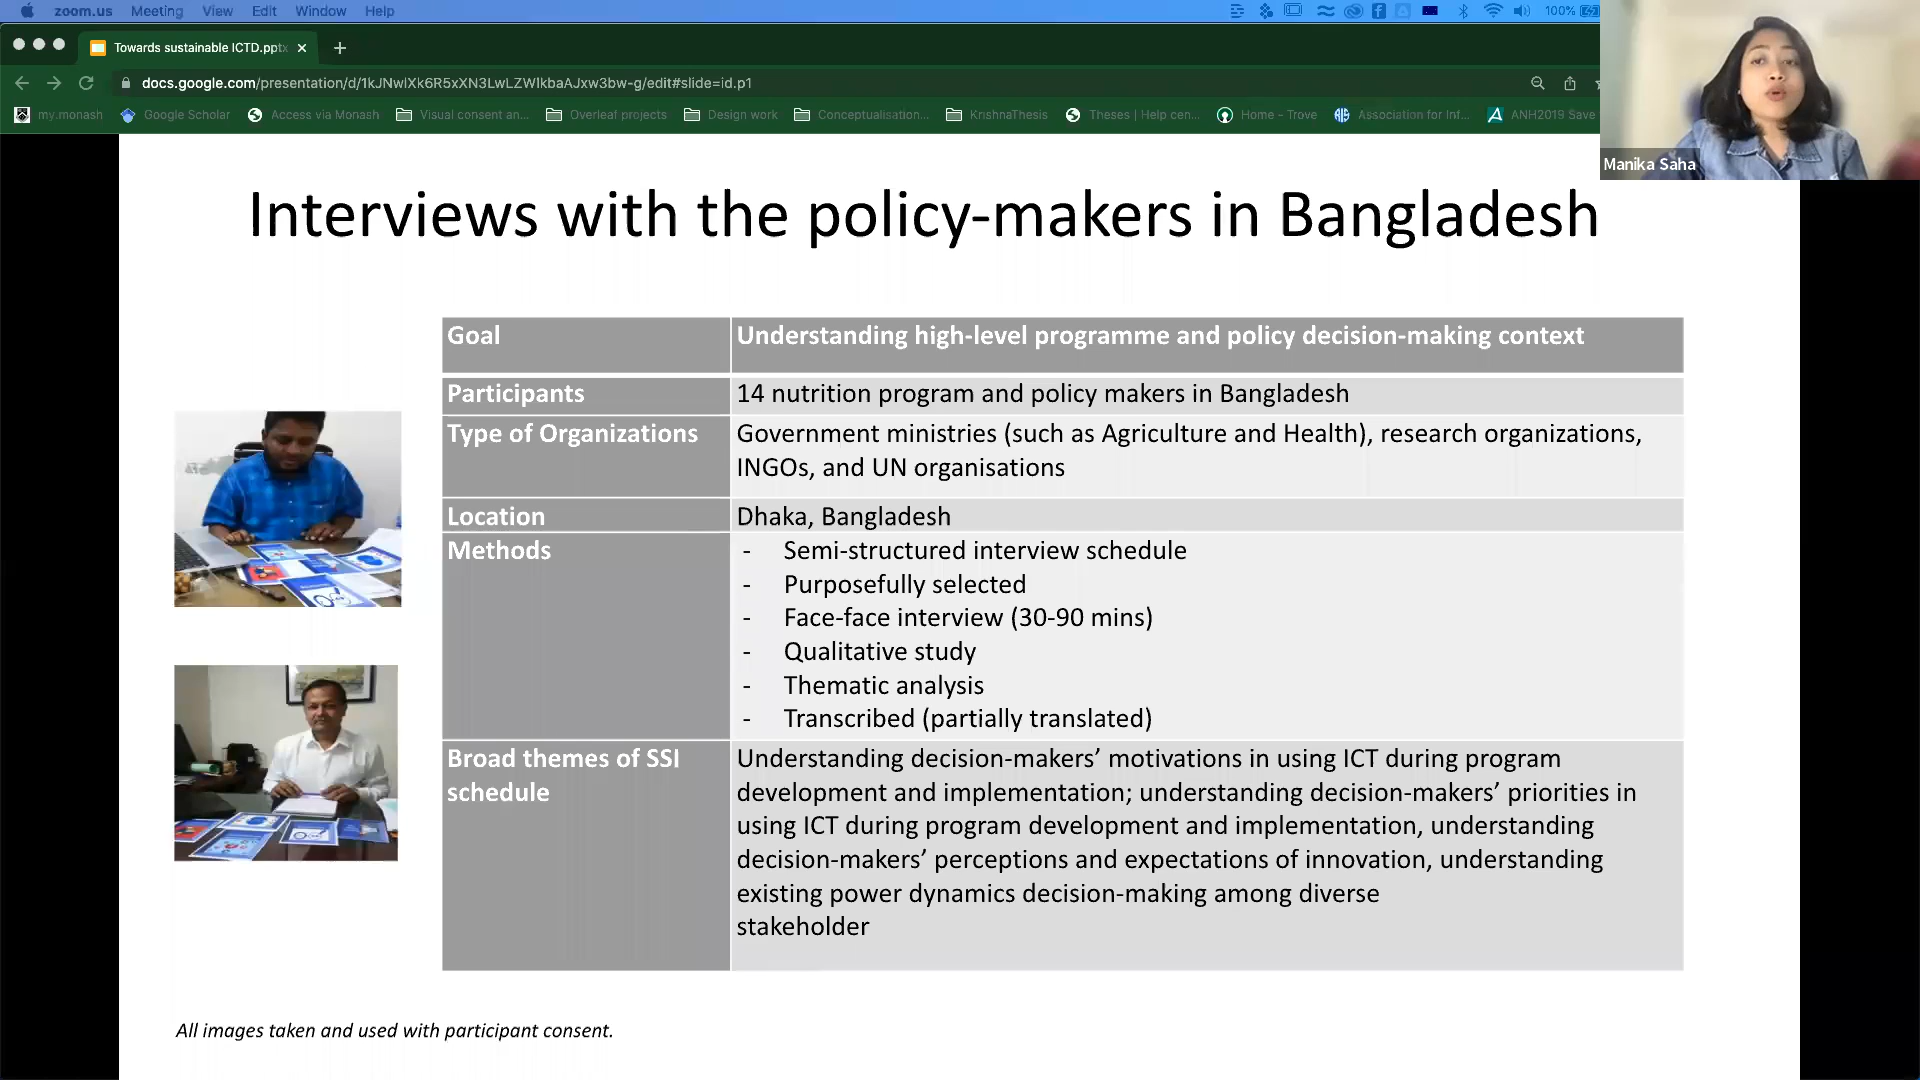 zoom.us Meeting View Edit Window Help 100%
Towards sustainable ICTD.pptx
docs.google.com/presentation/d/1kJNwlXk6R5xXN3LwLZWlkbaAJxw3bw-g/edit#slide=id.p1
my.monash Google Scholar Access via Monash Visual consent an... Overleaf projects Design work Conceptualisation... KrishnaThesis Theses | Help cen... Home - Trove Association for Inf... ANH2019 Save
Manika Saha
Interviews with the policy-makers in Bangladesh
Goal Understanding high-level programme and policy decision-making context
Participants 14 nutrition program and policy makers in Bangladesh
Type of Organizations Government ministries (such as Agriculture and Health), research organizations,
INGOs, and UN organisations
Location Dhaka, Bangladesh
Methods - Semi-structured interview schedule
- Purposefully selected
- Face-face interview (30-90 mins)
- Qualitative study
- Thematic analysis
- Transcribed (partially translated)
Broad themes of SSI Understanding decision-makers’ motivations in using ICT during program
schedule development and implementation; understanding decision-makers’ priorities in
using ICT during program development and implementation, understanding
decision-makers’ perceptions and expectations of innovation, understanding
existing power dynamics decision-making among diverse
stakeholder
All images taken and used with participant consent.